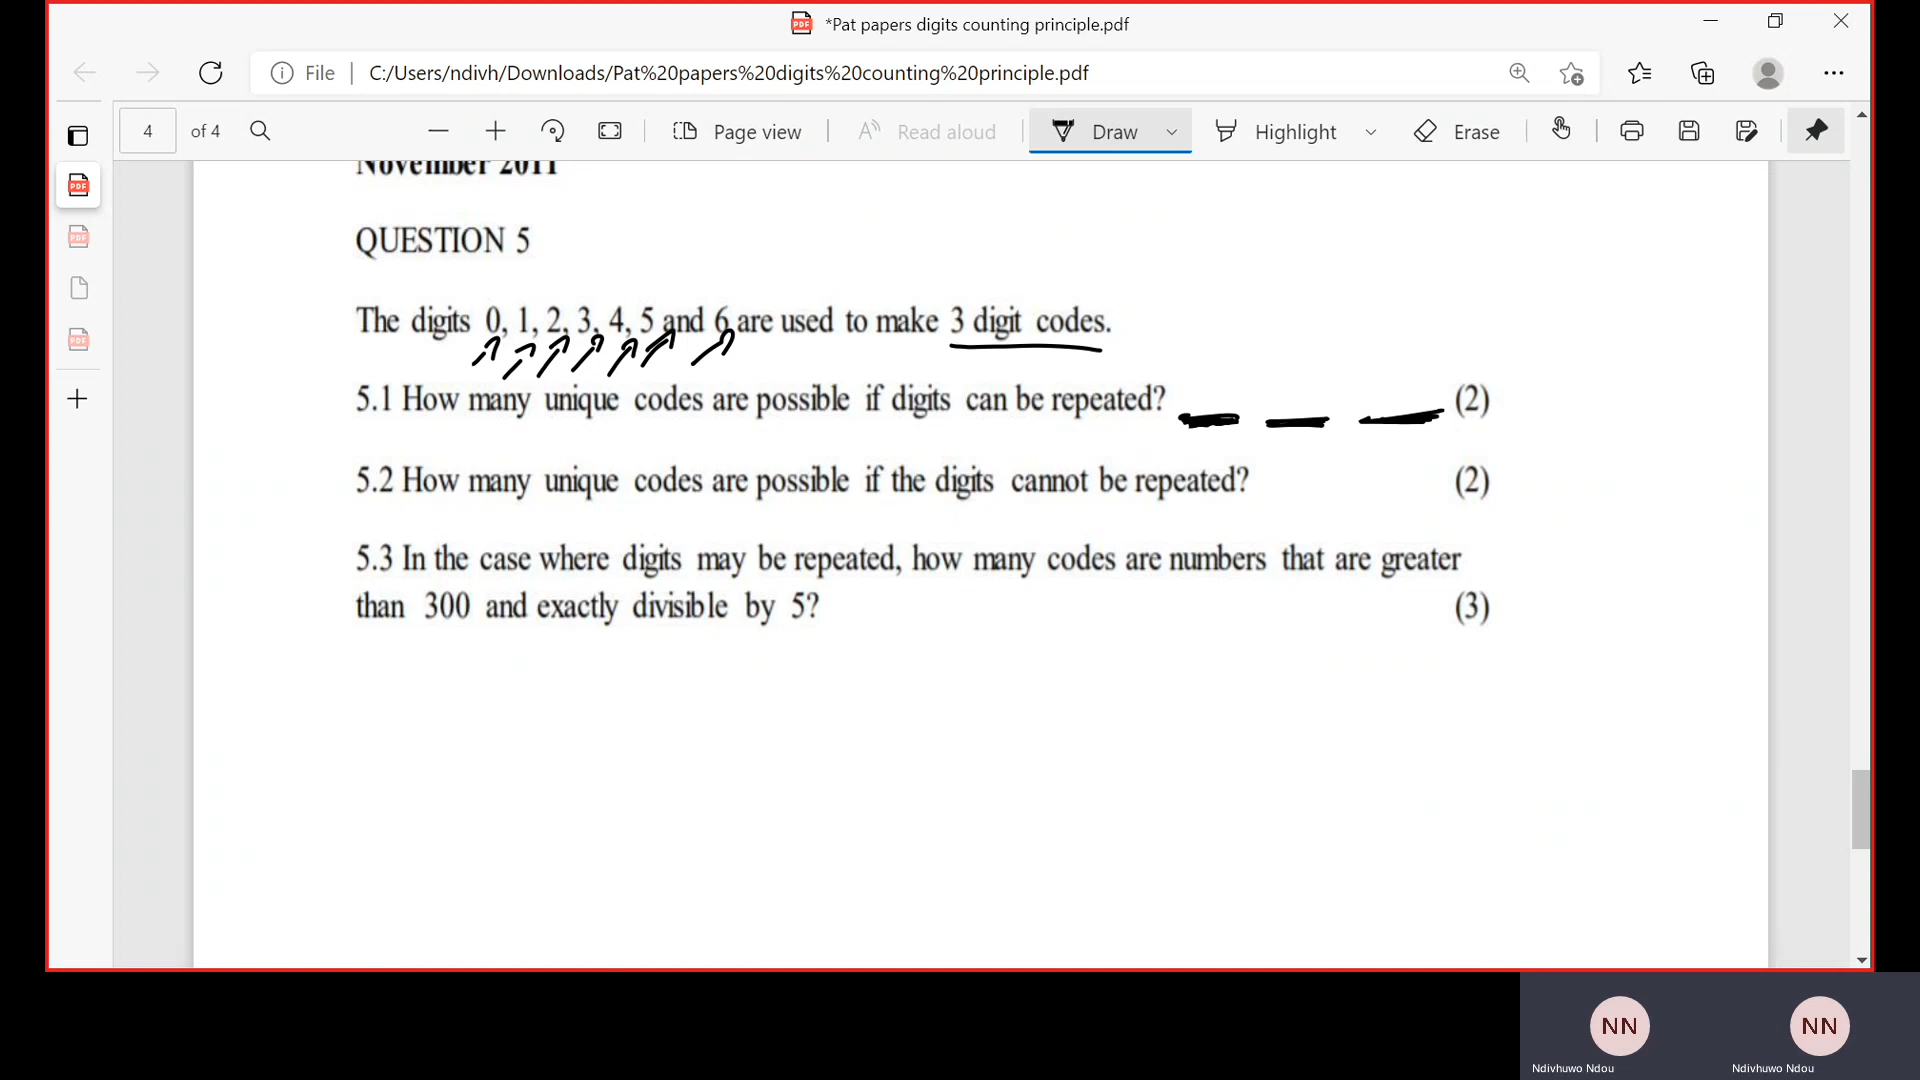 *Pat papers digits counting principle.pdf
File | C:/Users/ndivh/Downloads/Pat%20papers%20digits%20counting%20principle.pdf
4 of 4 Page view Read aloud Draw Highlight Erase
November 2011
QUESTION 5
The digits 0, 1, 2, 3, 4, 5 and 6 are used to make 3 digit codes.
5.1 How many unique codes are possible if digits can be repeated? (2)
5.2 How many unique codes are possible if the digits cannot be repeated? (2)
5.3 In the case where digits may be repeated, how many codes are numbers that are greater
than 300 and exactly divisible by 5? (3)
NN NN
Ndivhuwo Ndou Ndivhuwo Ndou